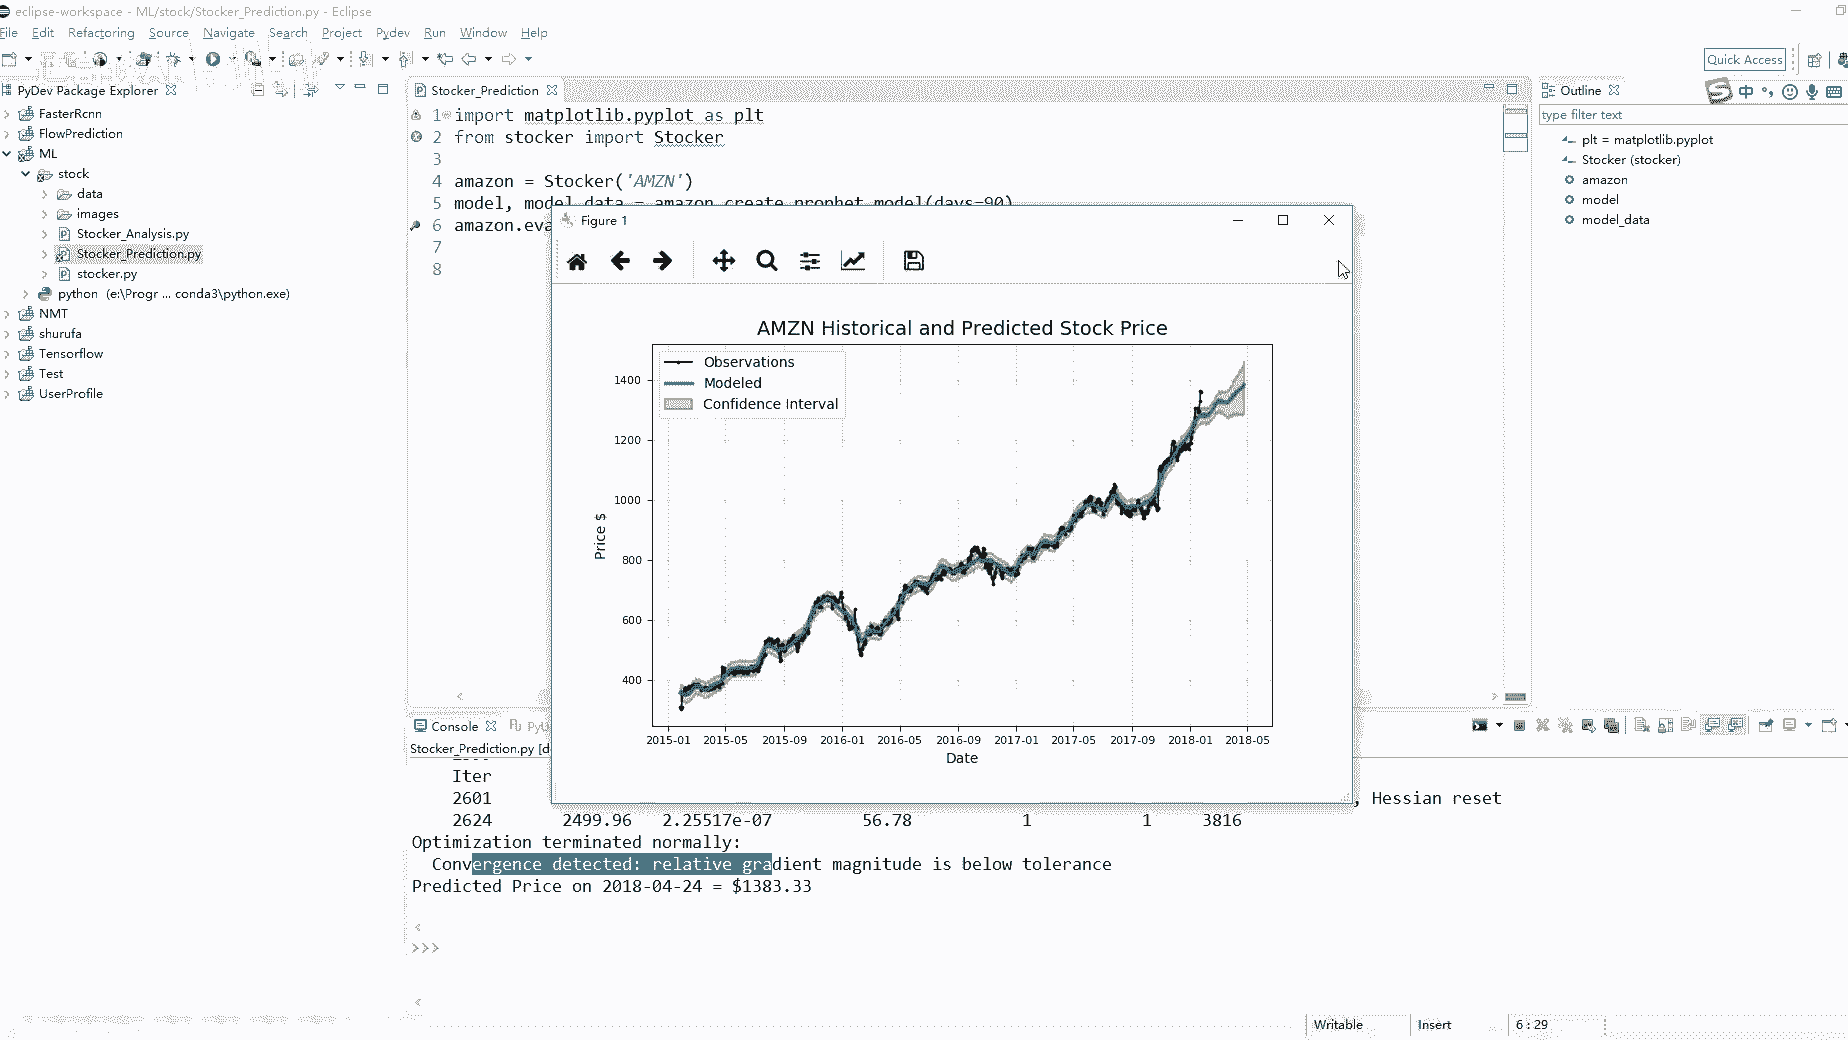 eclipse-workspace - ML/stock/Stocker_Prediction.py - Eclipse
File Edit Refactoring Source Navigate Search Project Pydev Run Window Help
Quick Access
PyDev Package Explorer
FasterRcnn
FlowPrediction
ML
stock
data
images
Stocker_Analysis.py
Stocker_Prediction.py
stocker.py
python (e:\Progr ... conda3\python.exe)
NMT
shurufa
Tensorflow
Test
UserProfile
Stocker_Prediction
1 import matplotlib.pyplot as plt
2 from stocker import Stocker
3
4 amazon = Stocker('AMZN')
5 model, model_data = amazon.create_prophet_model(days=90)
6 amazon.eva
7
8
Figure 1
AMZN Historical and Predicted Stock Price
Observations
Modeled
Confidence Interval
1400
1200
1000
800
600
400
Price $
2015-01 2015-05 2015-09 2016-01 2016-05 2016-09 2017-01 2017-05 2017-09 2018-01 2018-05
Date
Outline
中
type filter text
plt = matplotlib.pyplot
Stocker (stocker)
amazon
model
model_data
Console
PyU
Stocker_Prediction.py [d
Iter
2601 , Hessian reset
2624 2499.96 2.25517e-07 56.78 1 1 3816
Optimization terminated normally:
Convergence detected: relative gradient magnitude is below tolerance
Predicted Price on 2018-04-24 = $1383.33
>>>
Writable Insert 6 : 29